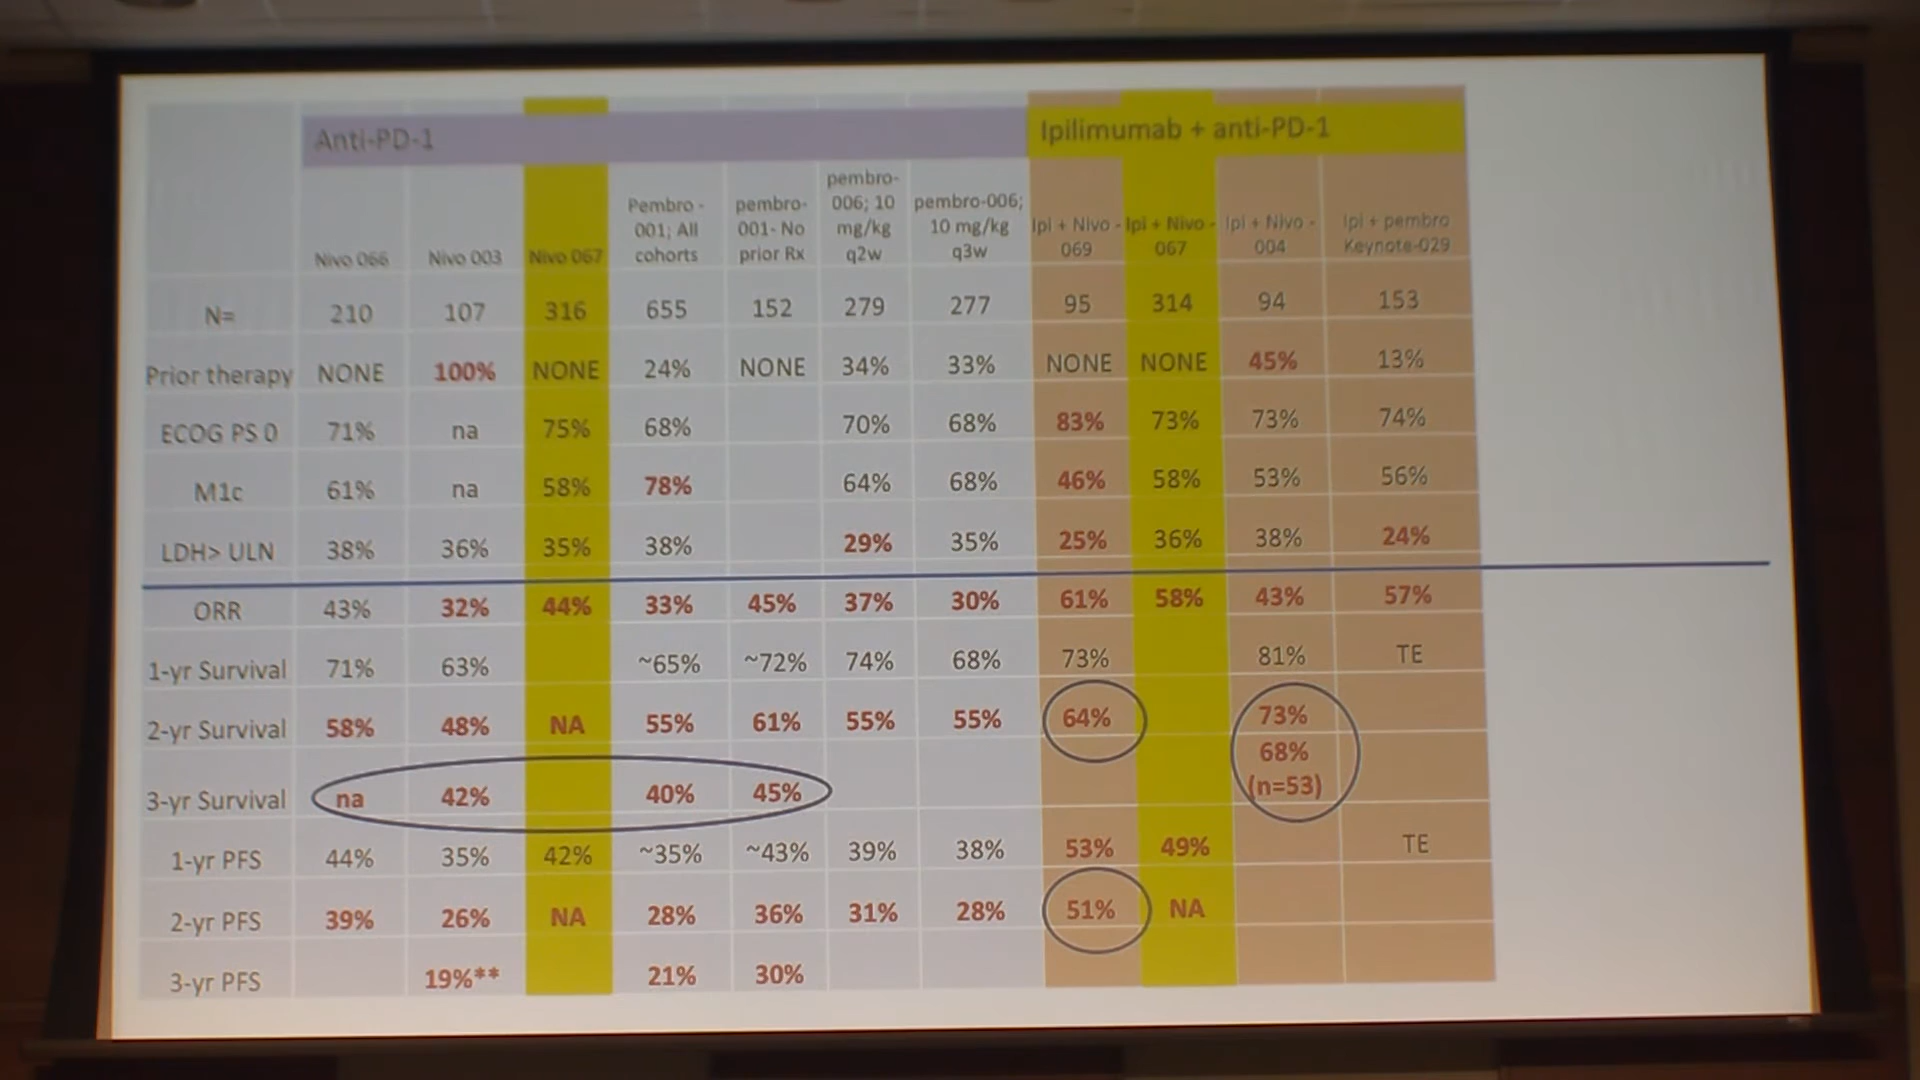 Anti-PD-1 Ipilimumab + anti-PD-1
Nivo 066 Nivo 003 Nivo 067 Pembro - 001; All cohorts pembro- 001- No prior Rx pembro- 006; 10 mg/kg q2w pembro-006; 10 mg/kg q3w Ipi + Nivo - 069 Ipi + Nivo - 067 Ipi + Nivo - 004 Ipi + pembro Keynote-029
N= 210 107 316 655 152 279 277 95 314 94 153
Prior therapy NONE 100% NONE 24% NONE 34% 33% NONE NONE 45% 13%
ECOG PS 0 71% na 75% 68% 70% 68% 83% 73% 73% 74%
M1c 61% na 58% 78% 64% 68% 46% 58% 53% 56%
LDH> ULN 38% 36% 35% 38% 29% 35% 25% 36% 38% 24%
ORR 43% 32% 44% 33% 45% 37% 30% 61% 58% 43% 57%
1-yr Survival 71% 63% ~65% ~72% 74% 68% 73% 81% TE
2-yr Survival 58% 48% NA 55% 61% 55% 55% 64% 73%
68%
3-yr Survival na 42% 40% 45% (n=53)
1-yr PFS 44% 35% 42% ~35% ~43% 39% 38% 53% 49% TE
2-yr PFS 39% 26% NA 28% 36% 31% 28% 51% NA
3-yr PFS 19%** 21% 30%